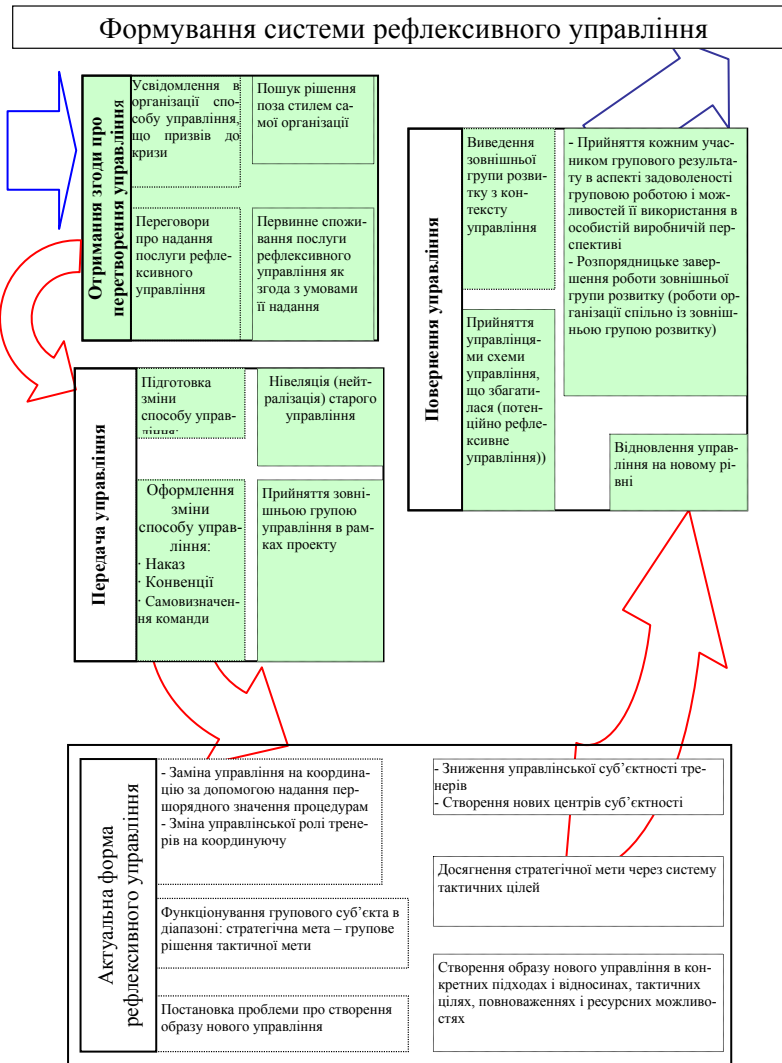 Формування системи рефлексивного управління
Отримання згоди про
перетворення управління
Усвідомлення в
організації спо-
собу управління,
що призвів до
кризи
Пошук рішення
поза стилем са-
мої організації
Переговори
про надання
послуги рефле-
ксивного
управління
Первинне спожи-
вання послуги
рефлексивного
управління як
згода з умовами
її надання
Передача управління
Підготовка
зміни
способу управ-
ління:
Нівеляція (нейт-
ралізація) старого
управління
Оформлення
зміни
способу управ-
ління:
· Наказ
· Конвенції
· Самовизначен-
ня команди
Прийняття зовні-
шньою групою
управління в рам-
ках проекту
Повернення управління
Виведення
зовнішньої
групи розви-
тку з кон-
тексту
управління
- Прийняття кожним учас-
ником групового результа-
ту в аспекті задоволеності
груповою роботою і мож-
ливостей її використання в
особистій виробничій пер-
спективі
- Розпорядницьке завер-
шення роботи зовнішньої
групи розвитку (роботи ор-
ганізації спільно із зовніш-
ньою групою розвитку)
Прийняття
управлінця-
ми схеми
управління,
що збагати-
лася (потен-
ційно рефле-
ксивне
управління))
Відновлення управ-
ління на новому рі-
вні
Актуальна форма
рефлексивного управління
- Заміна управління на координа-
цію за допомогою надання пер-
шорядного значення процедурам
- Зміна управлінської ролі трене-
рів на координуючу
- Зниження управлінської суб’єктності тре-
нерів
- Створення нових центрів суб’єктності
Досягнення стратегічної мети через систему
тактичних цілей
Функціонування групового суб’єкта в
діапазоні: стратегічна мета – групове
рішення тактичної мети
Створення образу нового управління в кон-
кретних підходах і відносинах, тактичних
цілях, повноваженнях і ресурсних можливо-
стях
Постановка проблеми про створення
образу нового управління